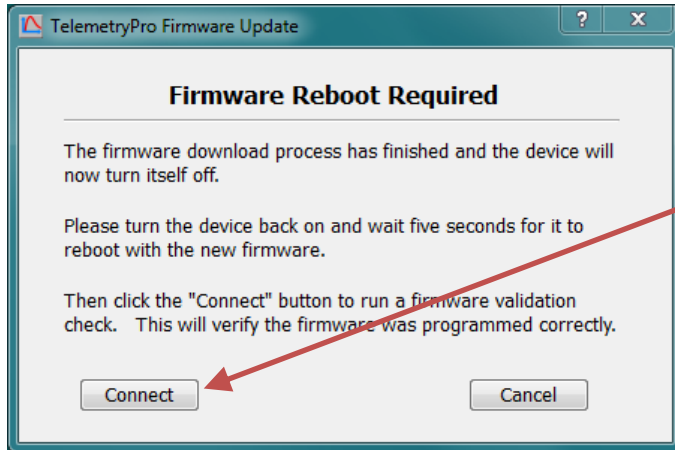 TelemetryPro Firmware Update
? X
Firmware Reboot Required
The firmware download process has finished and the device will
now turn itself off.
Please turn the device back on and wait five seconds for it to
reboot with the new firmware.
Then click the "Connect" button to run a firmware validation
check. This will verify the firmware was programmed correctly.
Connect Cancel